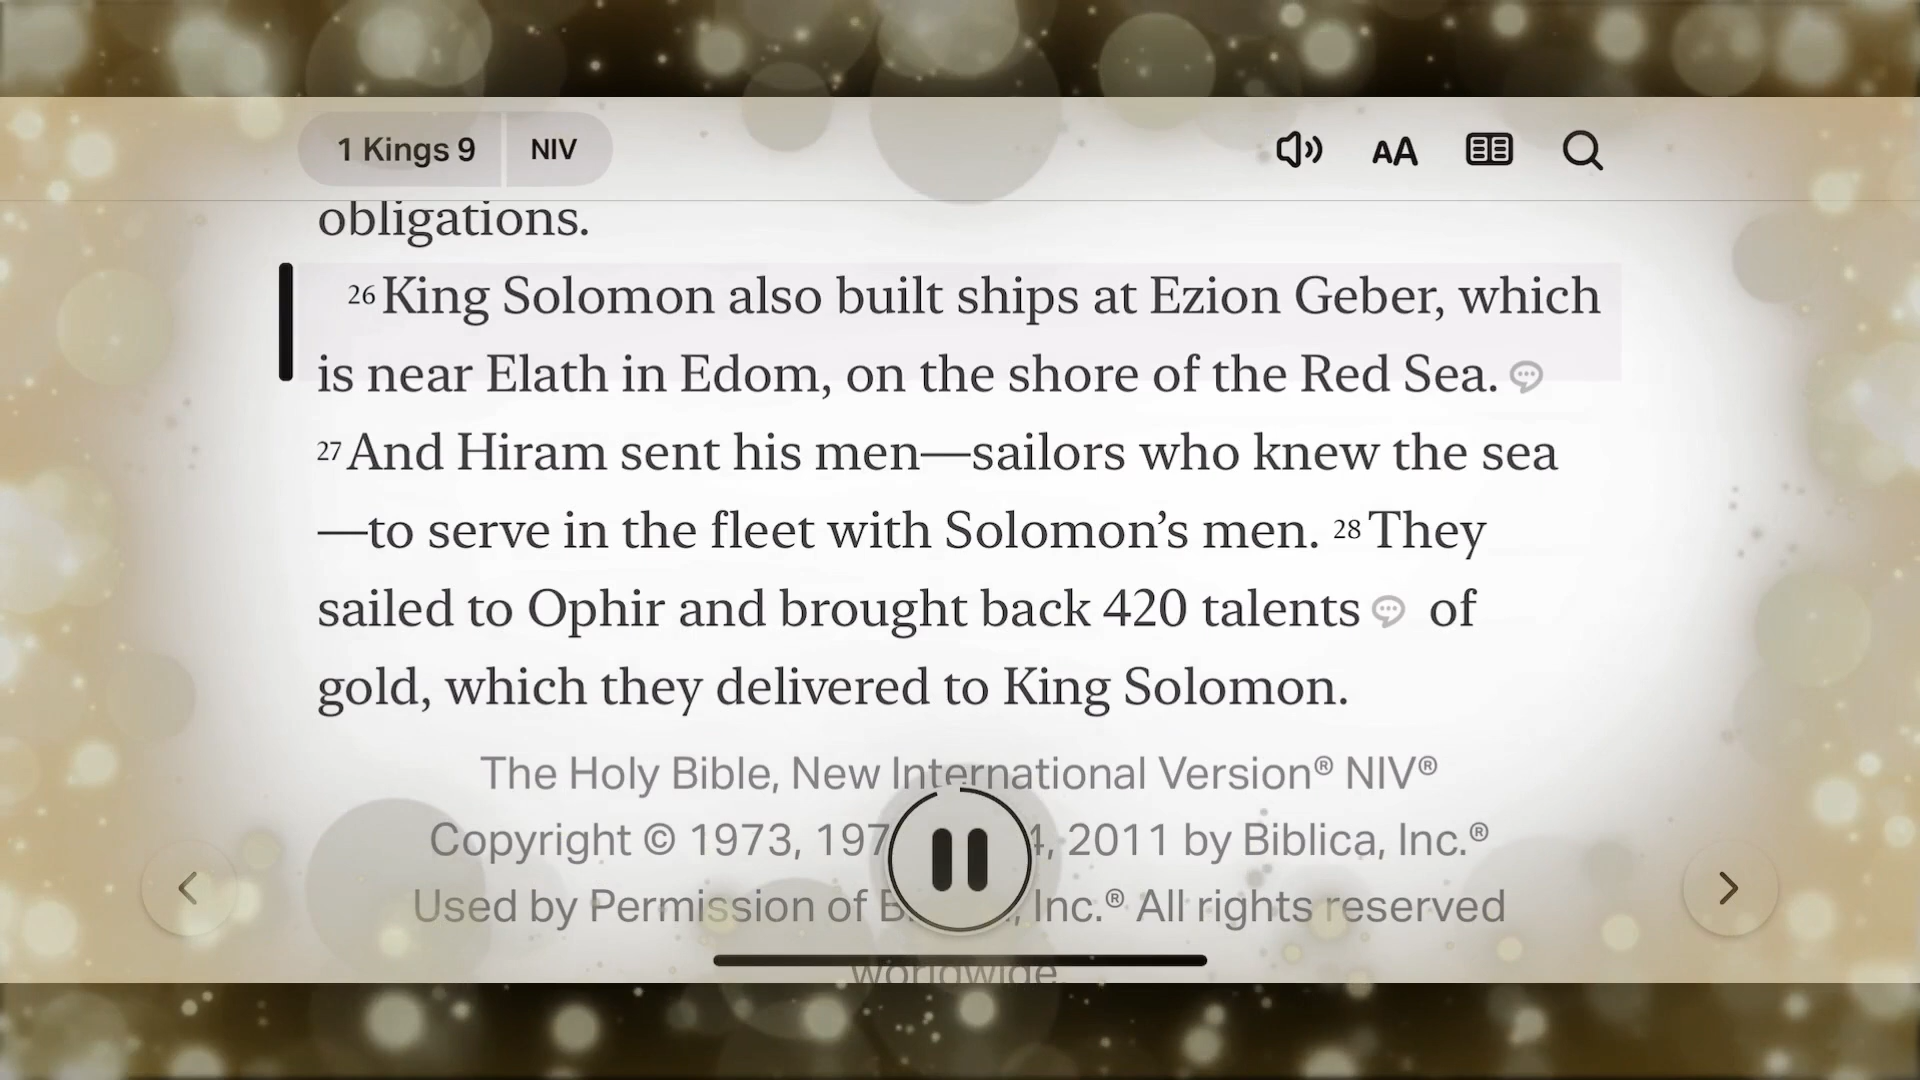 1 Kings 9 NIV AA
obligations.
26 King Solomon also built ships at Ezion Geber, which
is near Elath in Edom, on the shore of the Red Sea.
27 And Hiram sent his men—sailors who knew the sea
—to serve in the fleet with Solomon’s men. 28 They
sailed to Ophir and brought back 420 talents of
gold, which they delivered to King Solomon.
The Holy Bible, New International Version® NIV®
Copyright © 1973, 197 4, 2011 by Biblica, Inc.®
Used by Permission of B , Inc.® All rights reserved
worldwide.